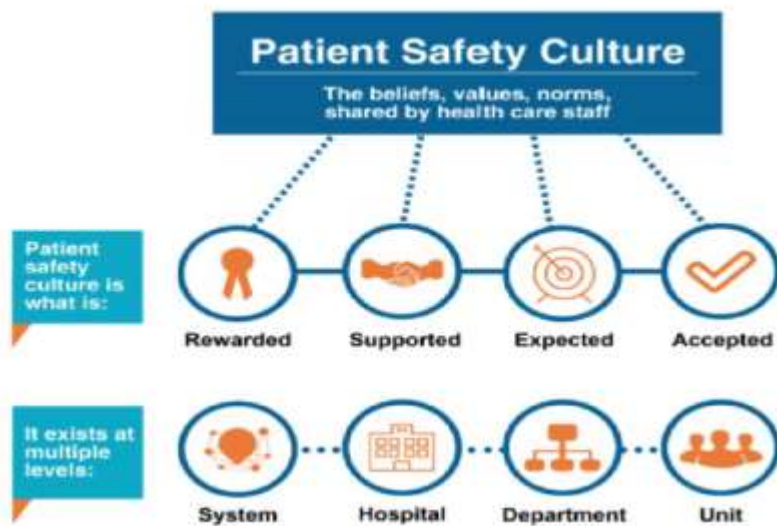 Patient Safety Culture
The beliefs, values, norms,
shared by health care staff
Patient
safety
culture is
what is:
Rewarded
Supported
Expected
Accepted
It exists at
multiple
levels:
System
Hospital
Department
Unit